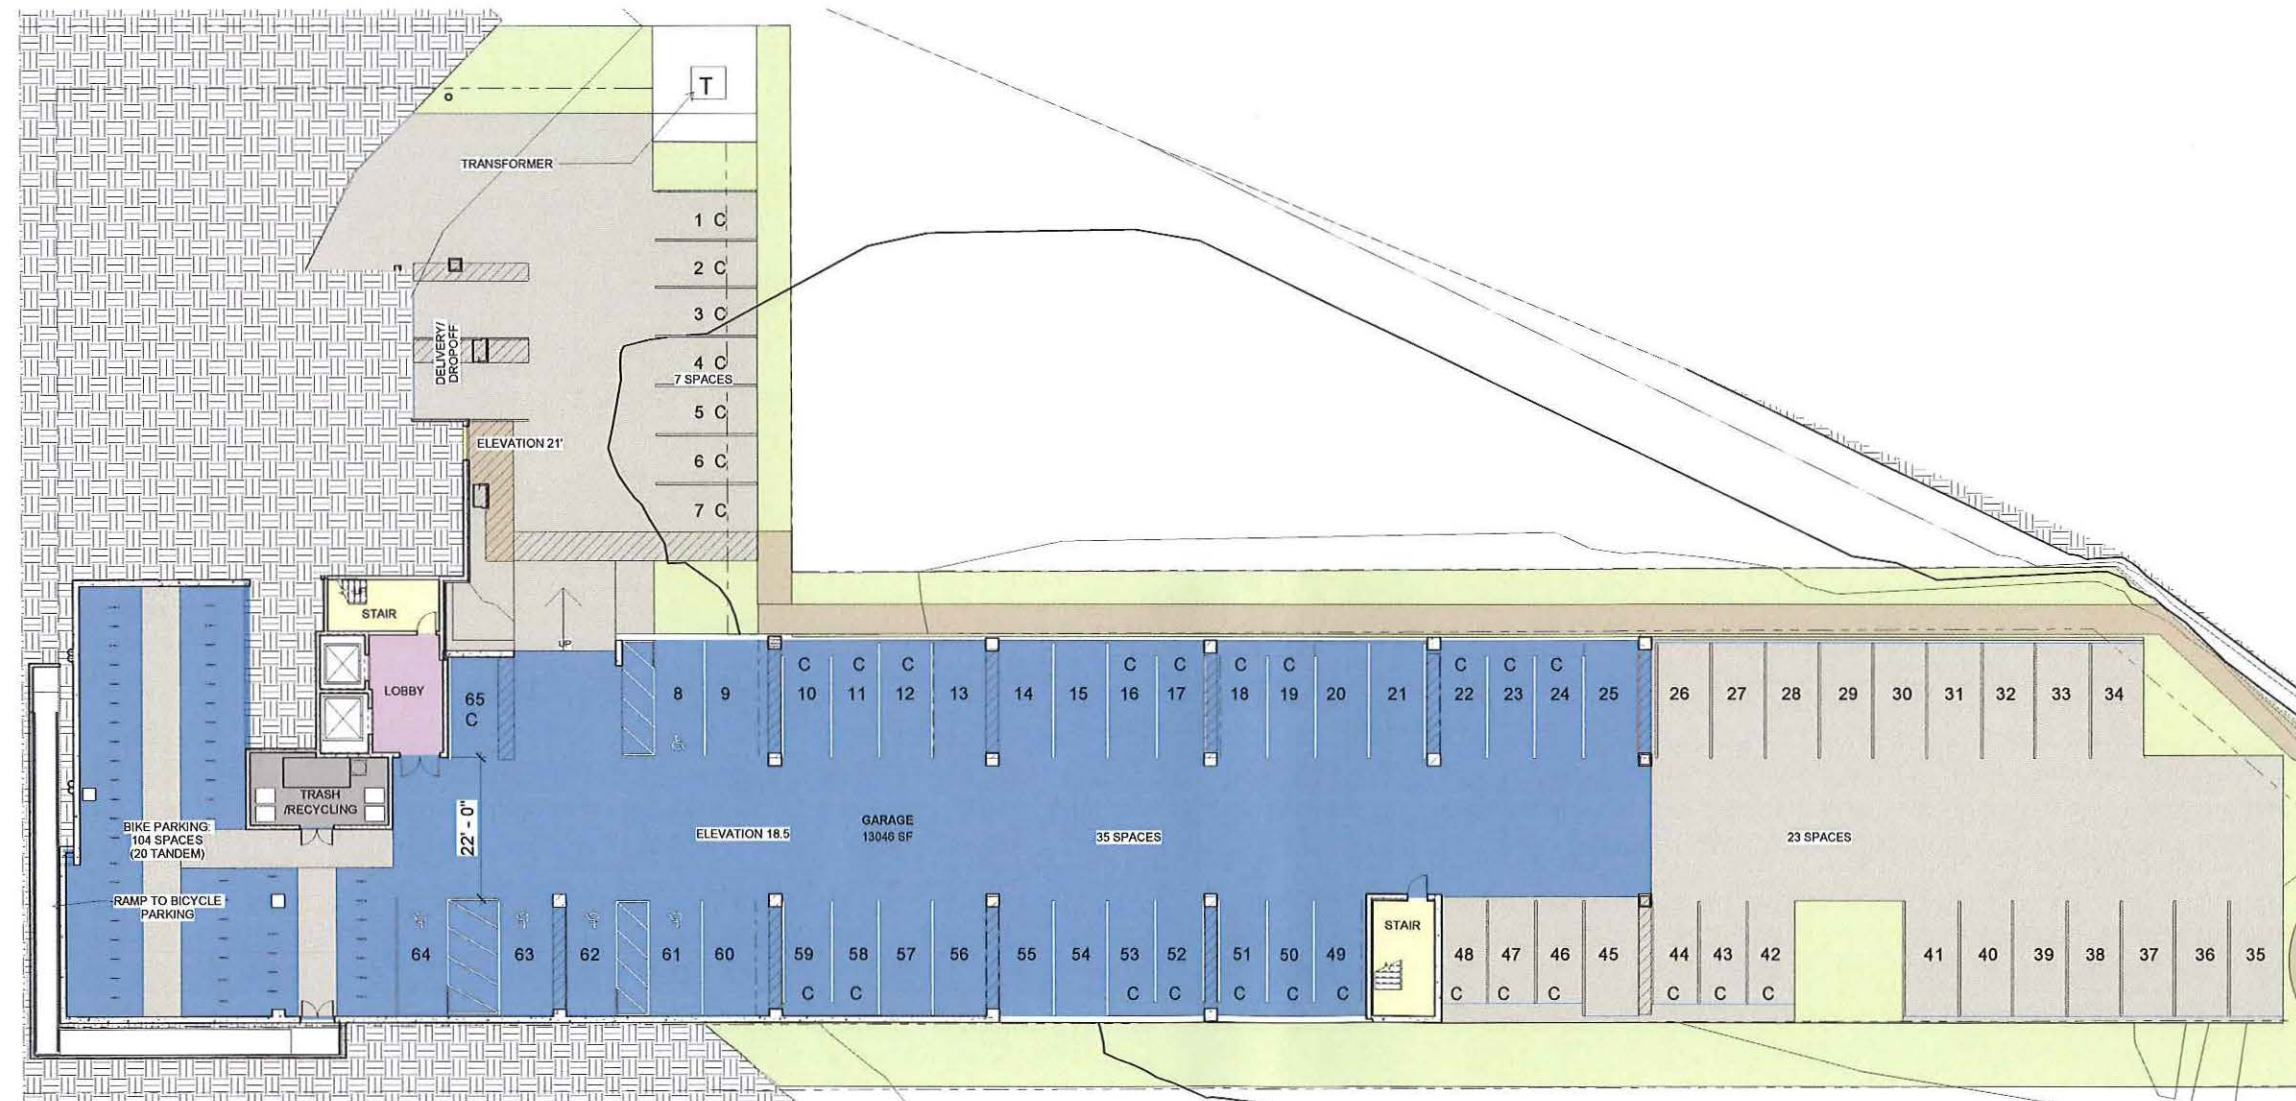 T
TRANSFORMER
1 C
2 C
3 C
4 C
7 SPACES
5 C
6 C
7 C
DELIVERY/
DROPOFF
ELEVATION 21'
UP
STAIR
UP
LOBBY
65
C
8
9
C
10
C
11
C
12
13
14
15
C
16
C
17
C
18
C
19
20
21
C
22
C
23
C
24
25
26
27
28
29
30
31
32
33
34
TRASH
/RECYCLING
BIKE PARKING:
104 SPACES
(20 TANDEM)
22' - 0"
ELEVATION 18.5
GARAGE
13046 SF
35 SPACES
23 SPACES
RAMP TO BICYCLE
PARKING
64
63
62
61
60
59
C
58
C
57
56
55
54
53
C
52
C
51
C
50
C
49
C
STAIR
48
C
47
C
46
C
45
44
C
43
C
42
C
41
40
39
38
37
36
35